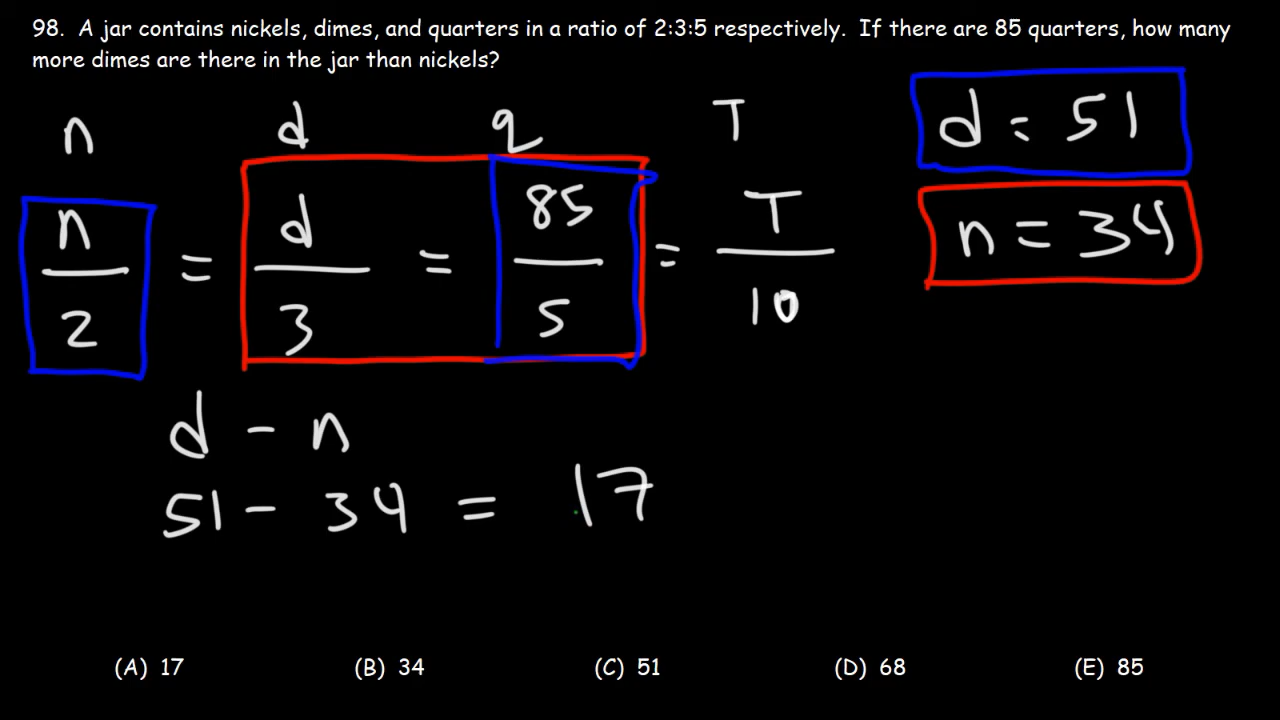 98. A jar contains nickels, dimes, and quarters in a ratio of 2:3:5 respectively. If there are 85 quarters, how many
more dimes are there in the jar than nickels?
n d q T
d = 51
n = 34
n/2 = d/3 = 85/5 = T/10
d - n
51 - 34 = 17
(A) 17 (B) 34 (C) 51 (D) 68 (E) 85